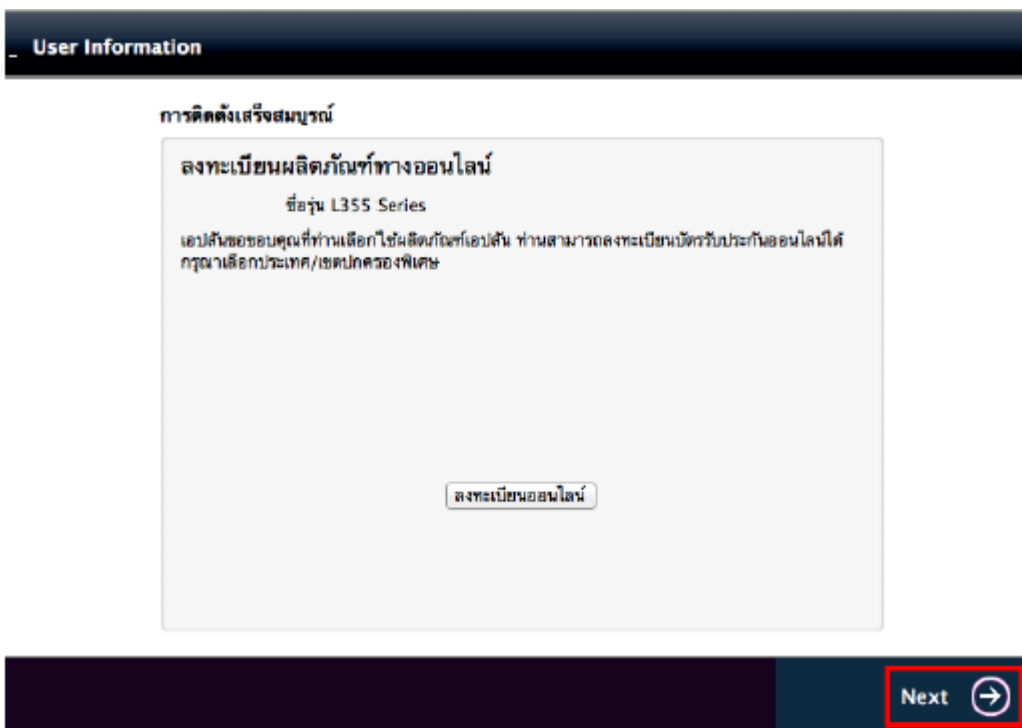 User Information
การติดตั้งเสร็จสมบูรณ์
ลงทะเบียนผลิตภัณฑ์ทางออนไลน์
ชื่อรุ่น L355 Series
เอปสันขอขอบคุณที่ท่านเลือกใช้ผลิตภัณฑ์เอปสัน ท่านสามารถลงทะเบียนบัตรรับประกันออนไลน์ได้
กรุณาเลือกประเทศ/เขตปกครองพิเศษ
ลงทะเบียนออนไลน์
Next